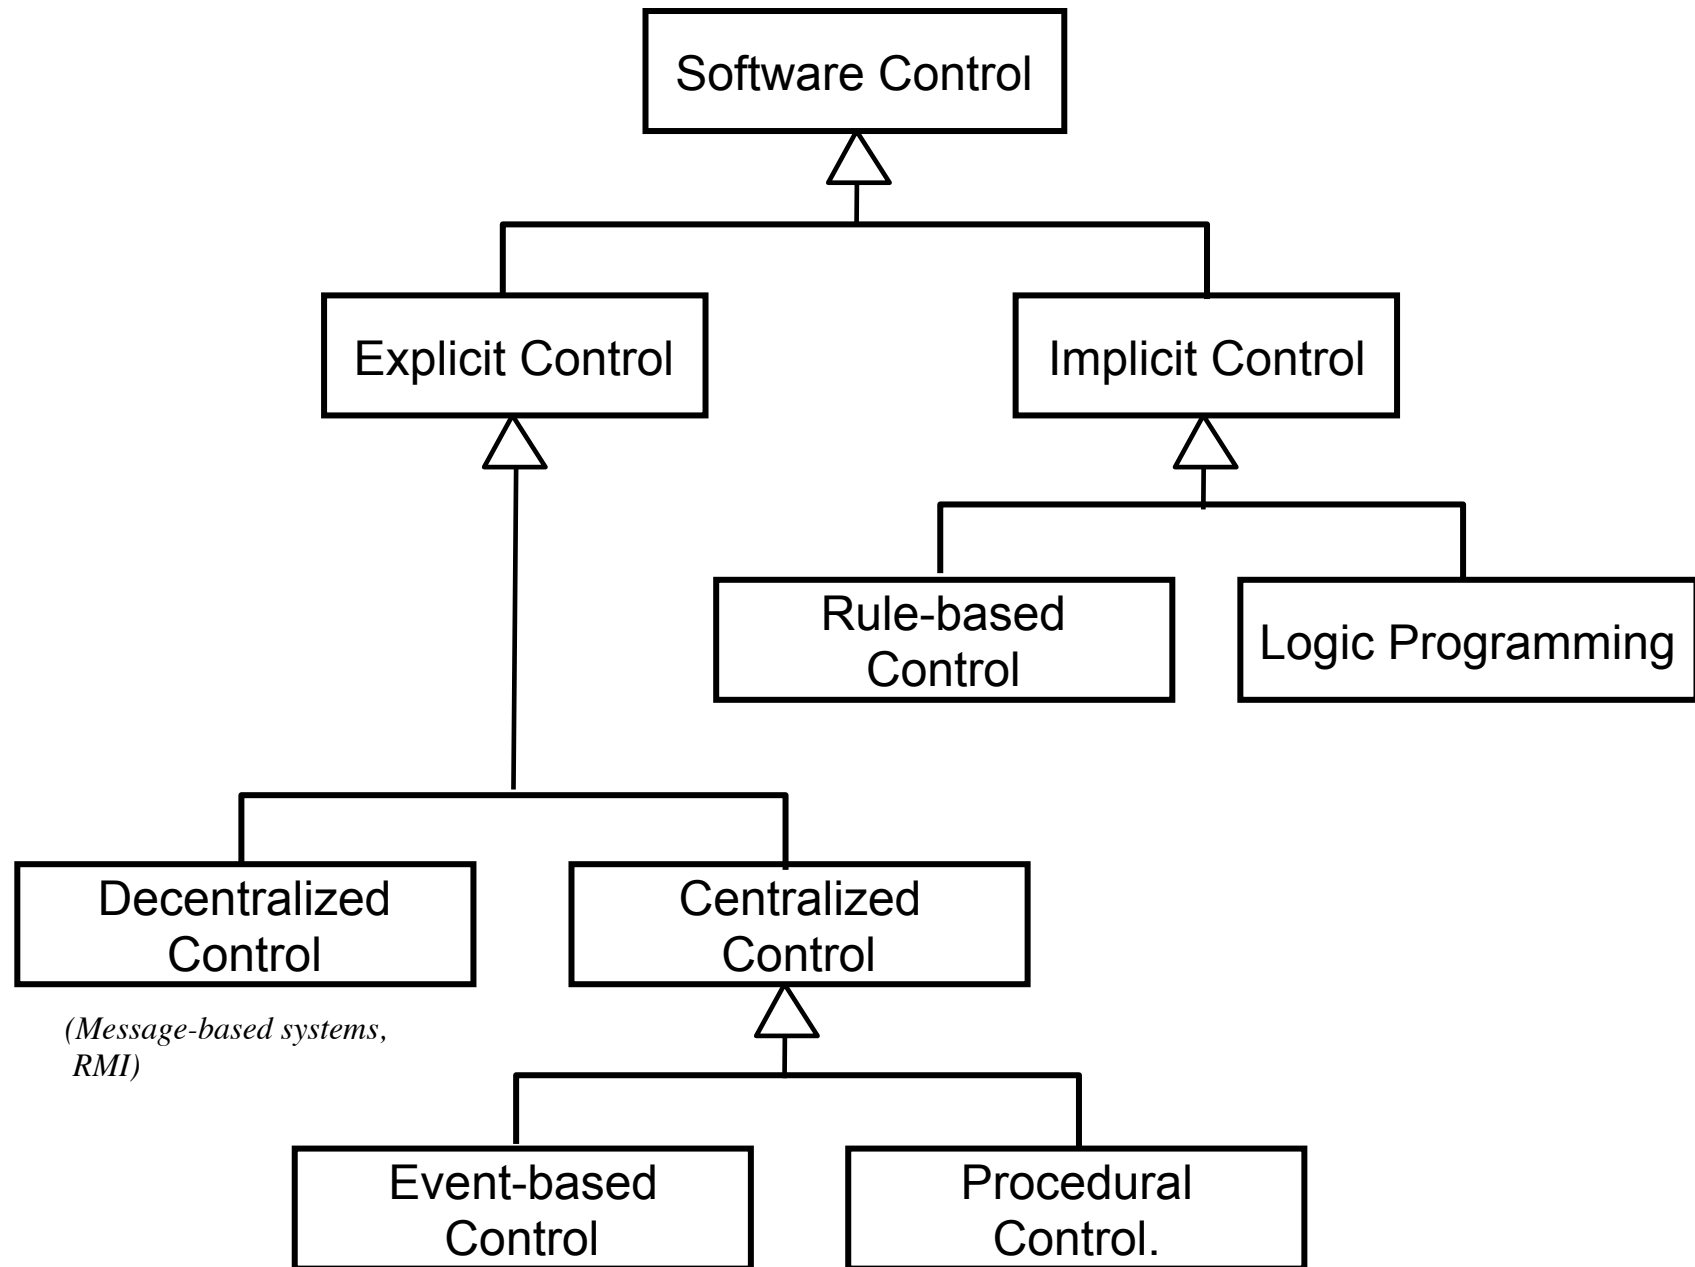 Software Control
Explicit Control
Implicit Control
Rule-based
Control
Logic Programming
Decentralized
Control
Centralized
Control
(Message-based systems,
RMI)
Event-based
Control
Procedural
Control.